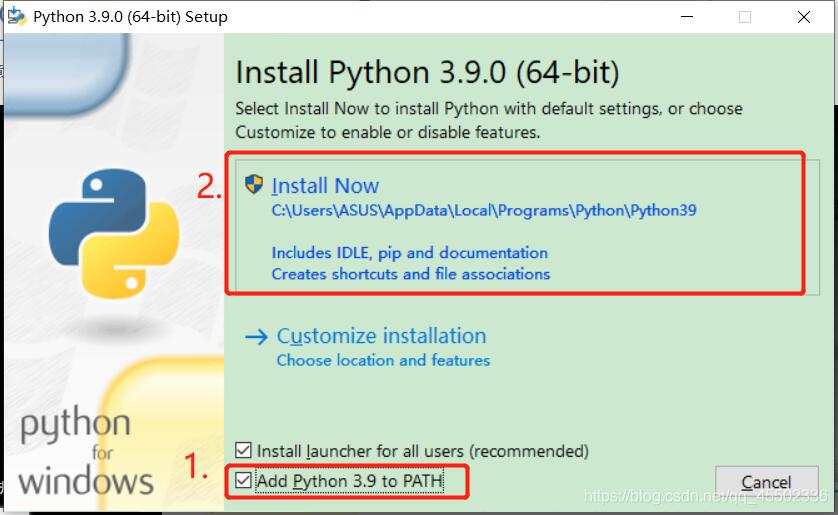 Python 3.9.0 (64-bit) Setup
Install Python 3.9.0 (64-bit)
Select Install Now to install Python with default settings, or choose
Customize to enable or disable features.
2.
Install Now
C:\Users\ASUS\AppData\Local\Programs\Python\Python39
Includes IDLE, pip and documentation
Creates shortcuts and file associations
Customize installation
Choose location and features
python
for
windows
Install launcher for all users (recommended)
1.
Add Python 3.9 to PATH
Cancel
https://blog.csdn.net/qq_45502336